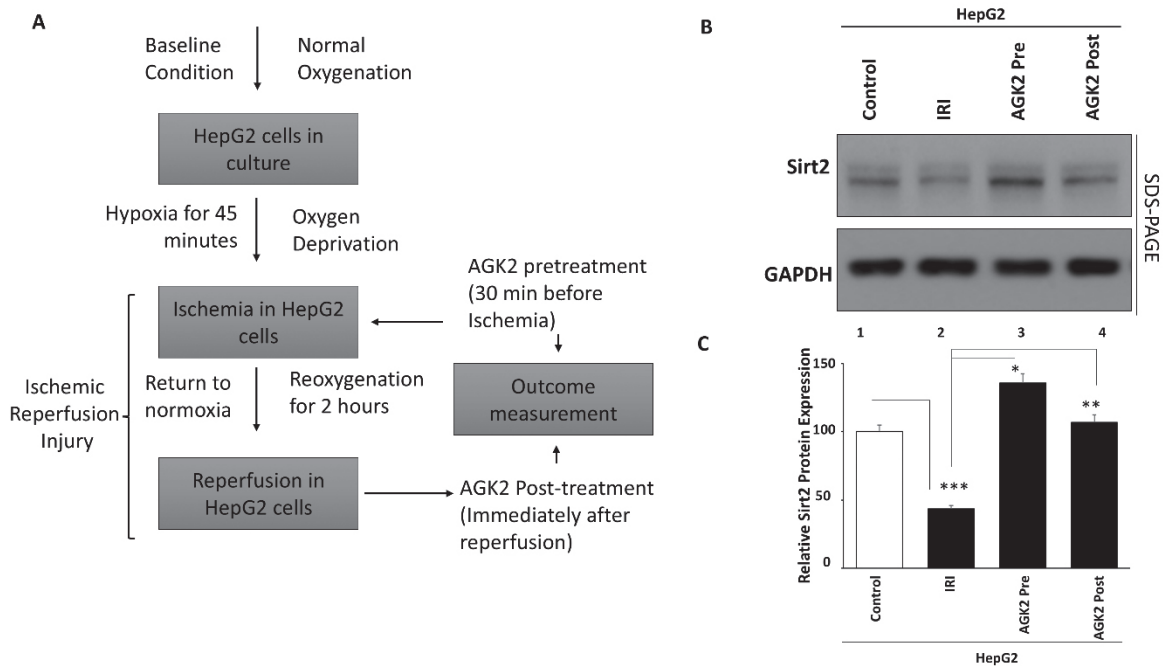 A
Baseline
Condition
Normal
Oxygenation
HepG2 cells in
culture
Hypoxia for 45
minutes
Oxygen
Deprivation
AGK2 pretreatment
(30 min before
Ischemia)
Ischemia in HepG2
cells
Ischemic
Reperfusion
Injury
Return to
normoxia
Reoxygenation
for 2 hours
Outcome
measurement
Reperfusion in
HepG2 cells
AGK2 Post-treatment
(Immediately after
reperfusion)
B
HepG2
Control
IRI
AGK2 Pre
AGK2 Post
Sirt2
GAPDH
SDS-PAGE
1 2 3 4
C
Relative Sirt2 Protein Expression
150
100
50
0
***
*
**
Control
IRI
AGK2 Pre
AGK2 Post
HepG2